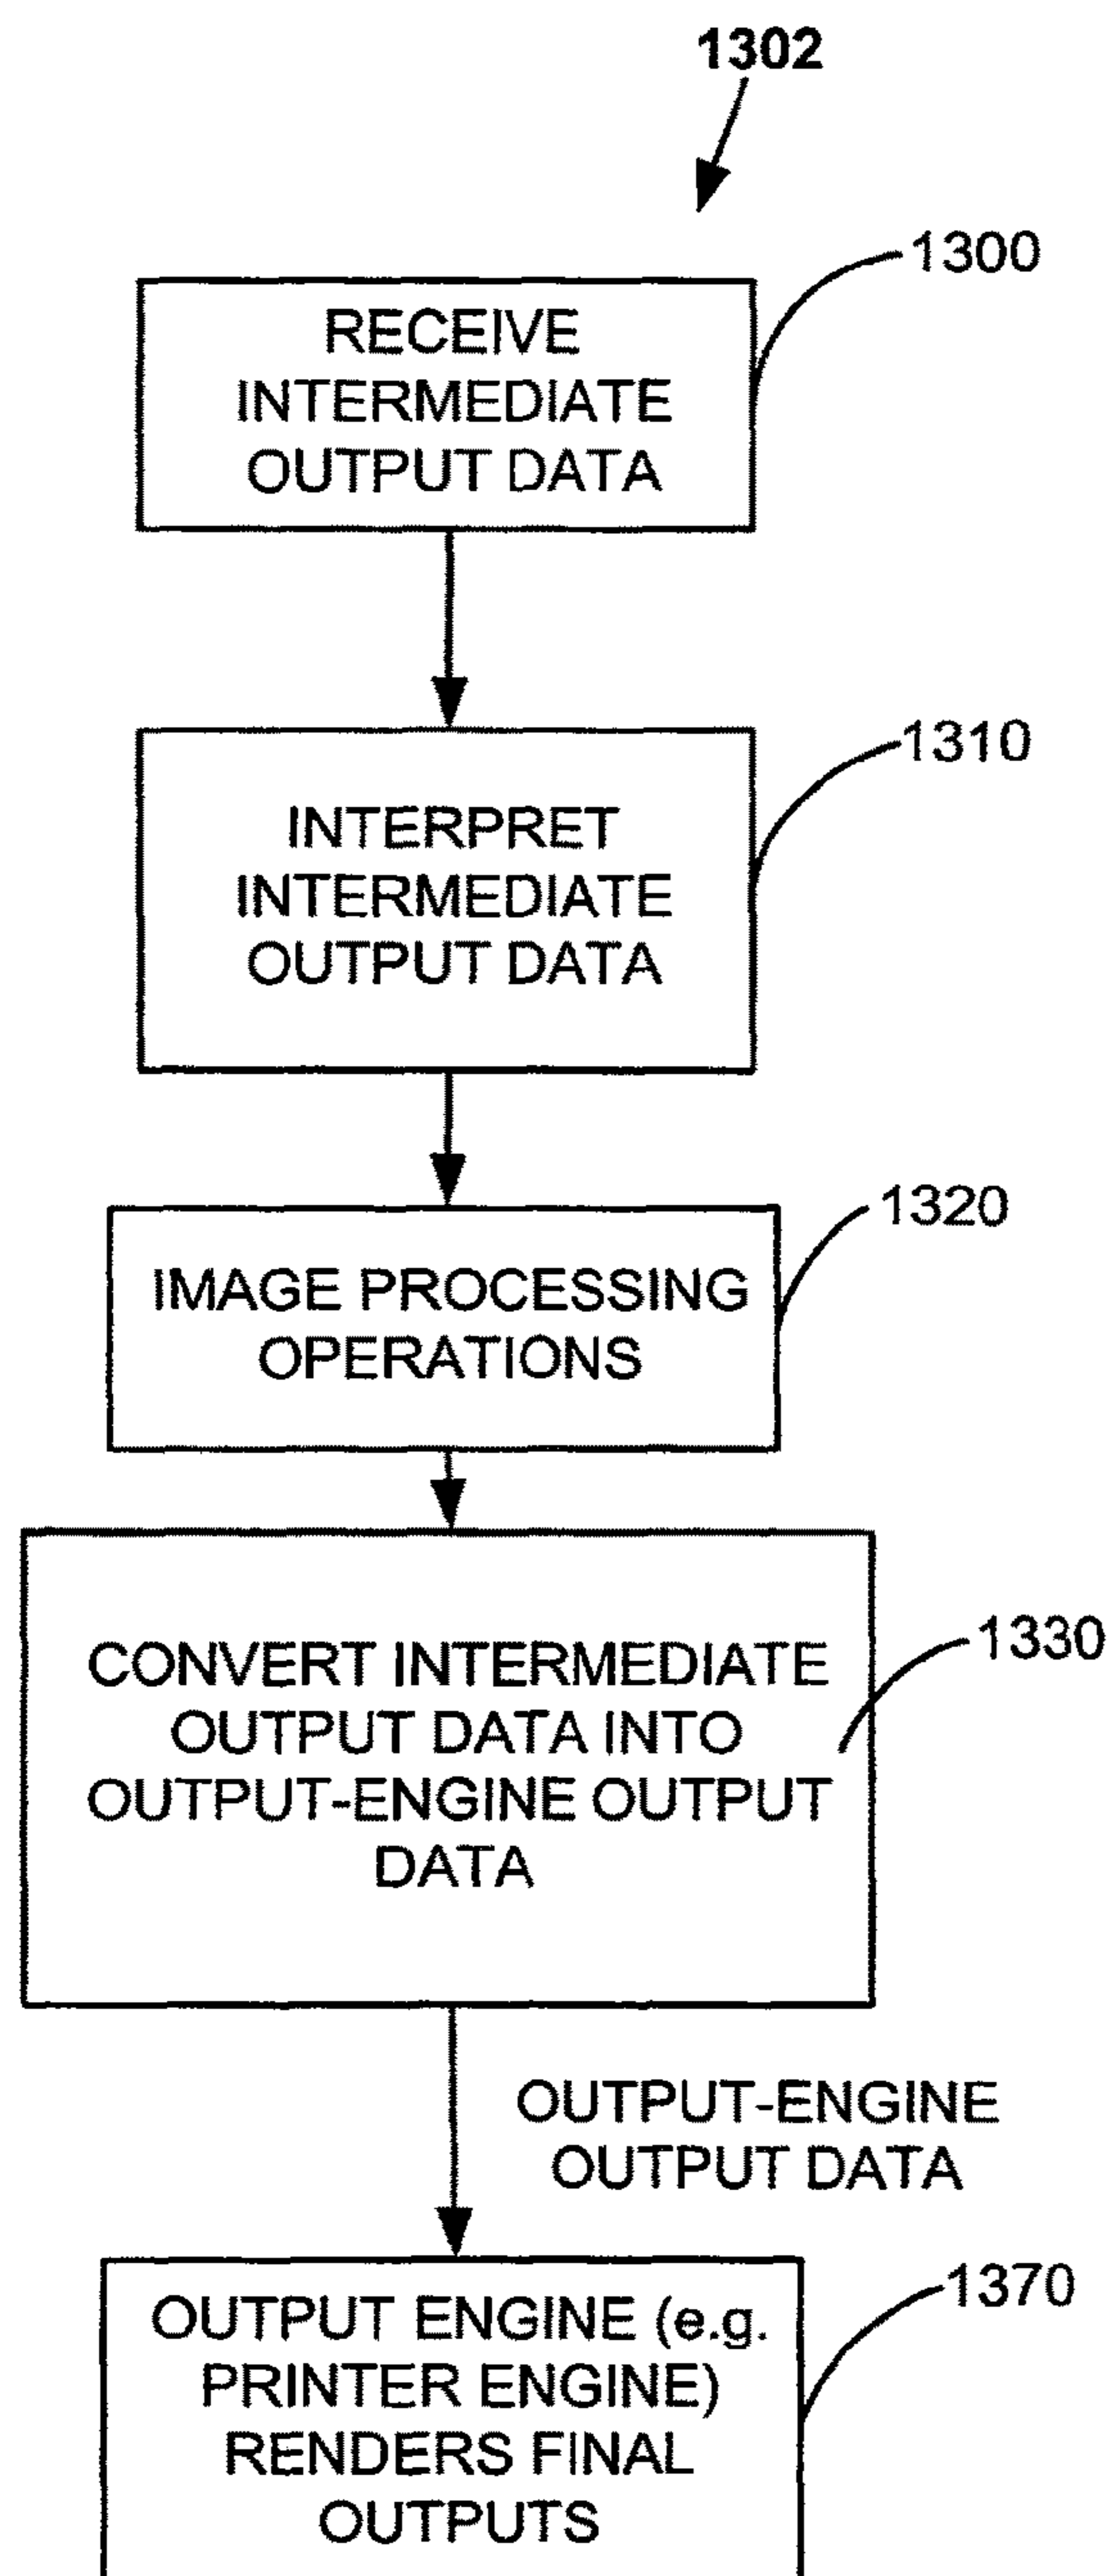 1302
1300
RECEIVE
INTERMEDIATE
OUTPUT DATA
1310
INTERPRET
INTERMEDIATE
OUTPUT DATA
1320
IMAGE PROCESSING
OPERATIONS
1330
CONVERT INTERMEDIATE
OUTPUT DATA INTO
OUTPUT-ENGINE OUTPUT
DATA
OUTPUT-ENGINE
OUTPUT DATA
1370
OUTPUT ENGINE (e.g.
PRINTER ENGINE)
RENDERS FINAL
OUTPUTS